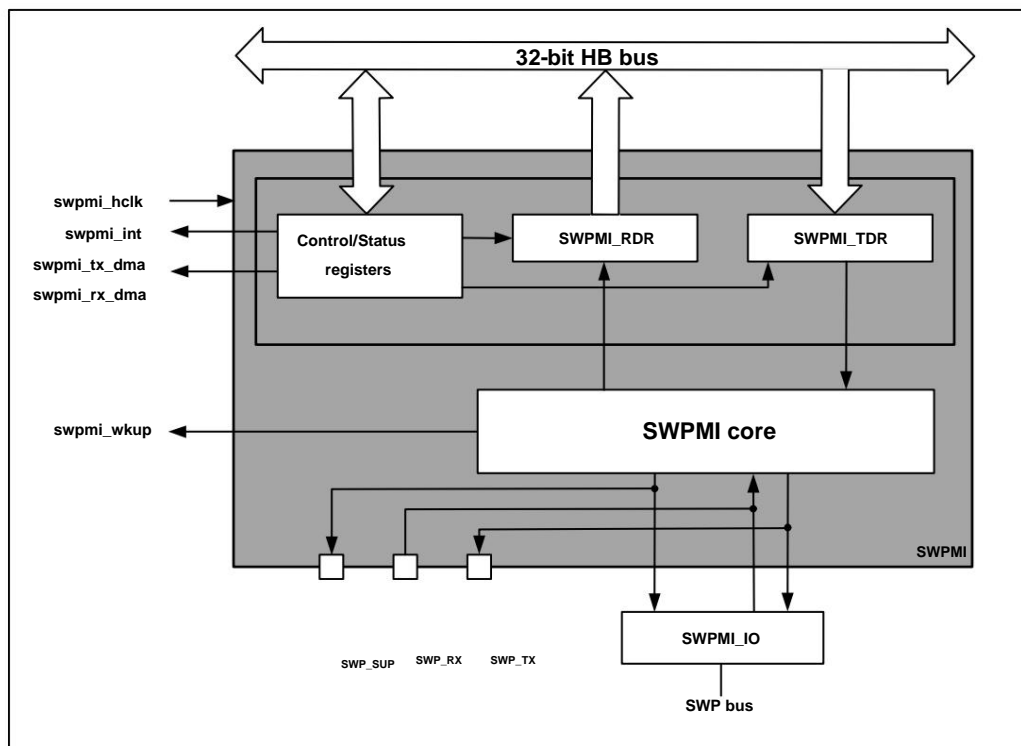 32-bit HB bus
swpmi_hclk
swpmi_int
swpmi_tx_dma
swpmi_rx_dma
Control/Status
registers
SWPMI_RDR
SWPMI_TDR
swpmi_wkup
SWPMI core
SWPMI
SWPMI_IO
SWP_SUP
SWP_RX
SWP_TX
SWP bus